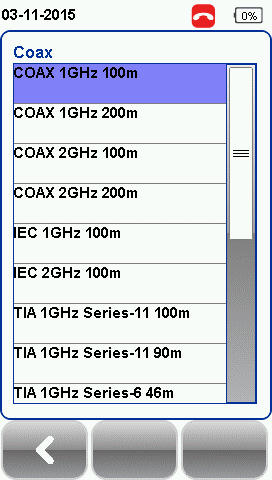 03-11-2015 0%
Coax
COAX 1GHz 100m
COAX 1GHz 200m
COAX 2GHz 100m
COAX 2GHz 200m
IEC 1GHz 100m
IEC 2GHz 100m
TIA 1GHz Series-11 100m
TIA 1GHz Series-11 90m
TIA 1GHz Series-6 46m